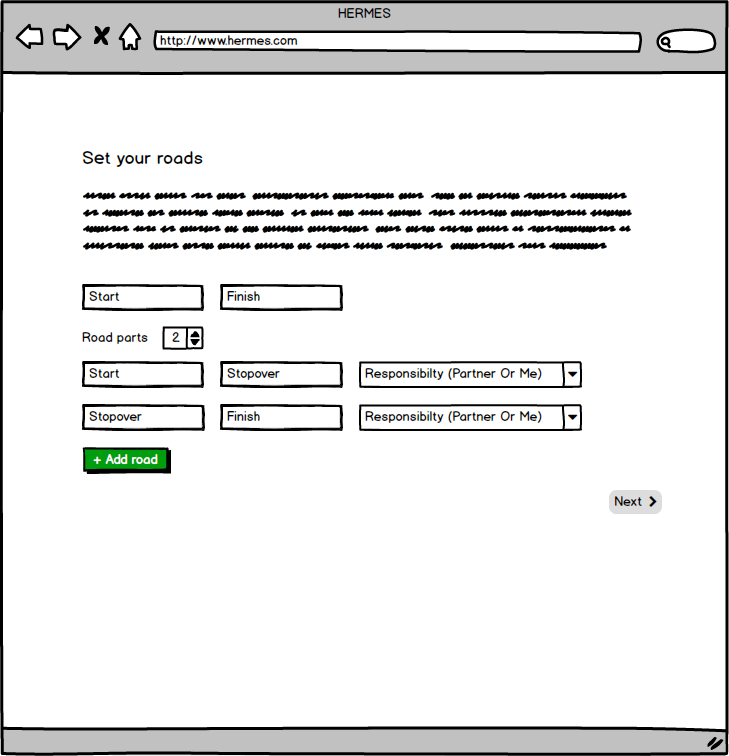 HERMES
http://www.hermes.com
Set your roads
Start Finish
Road parts 2
Start Stopover Responsibilty (Partner Or Me)
Stopover Finish Responsibilty (Partner Or Me)
+ Add road
Next